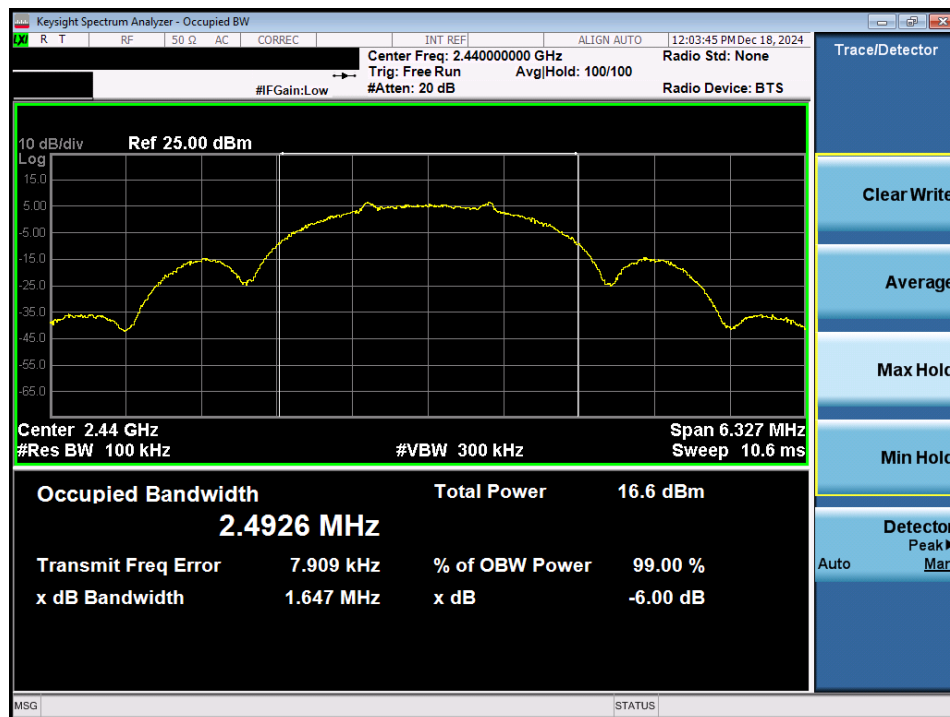 Keysight Spectrum Analyzer - Occupied BW
LXI R T RF 50 Ω AC CORREC INT REF ALIGN AUTO 12:03:45 PM Dec 18, 2024
Center Freq: 2.440000000 GHz Radio Std: None
Trig: Free Run Avg|Hold: 100/100
#IFGain:Low #Atten: 20 dB Radio Device: BTS
10 dB/div Ref 25.00 dBm
Log
15.0
5.00
-5.00
-15.0
-25.0
-35.0
-45.0
-55.0
-65.0
Center 2.44 GHz Span 6.327 MHz
#Res BW 100 kHz #VBW 300 kHz Sweep 10.6 ms
Occupied Bandwidth Total Power 16.6 dBm
2.4926 MHz
Transmit Freq Error 7.909 kHz % of OBW Power 99.00 %
x dB Bandwidth 1.647 MHz x dB -6.00 dB
MSG STATUS
Trace/Detector
Clear Write
Average
Max Hold
Min Hold
Detector
Peak
Auto Man